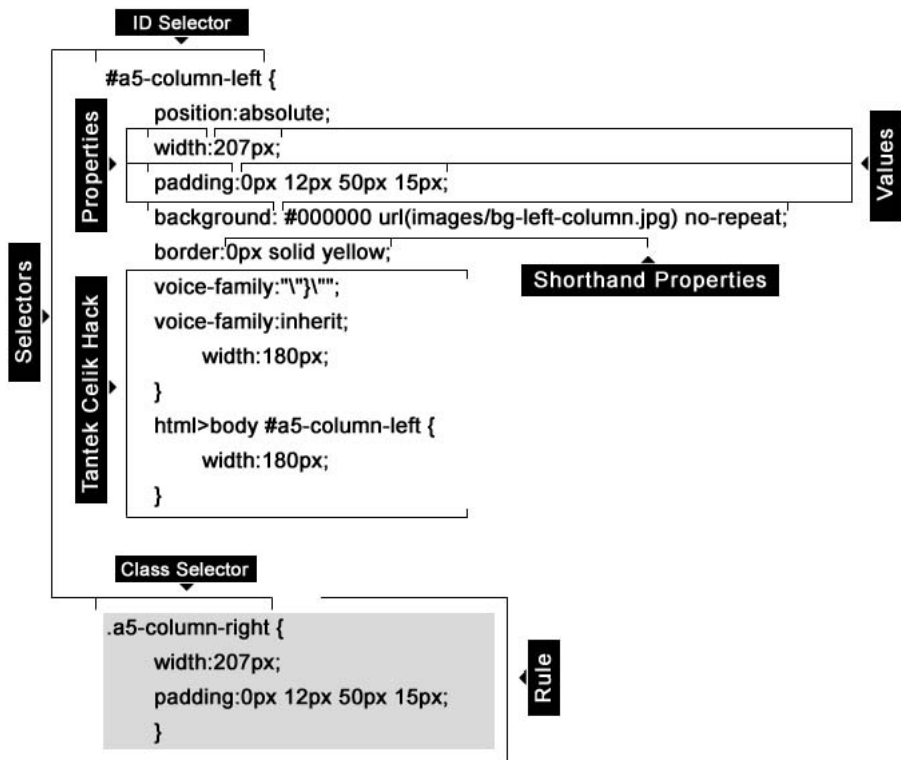 ID Selector
#a5-column-left {
position:absolute;
width:207px;
padding:0px 12px 50px 15px;
background: #000000 url(images/bg-left-column.jpg) no-repeat;
border:0px solid yellow;
voice-family:"\"}\"";
voice-family:inherit;
width:180px;
}
html>body #a5-column-left {
width:180px;
}
Properties
Values
Shorthand Properties
Selectors
Tantek Celik Hack
Class Selector
.a5-column-right {
width:207px;
padding:0px 12px 50px 15px;
}
Rule